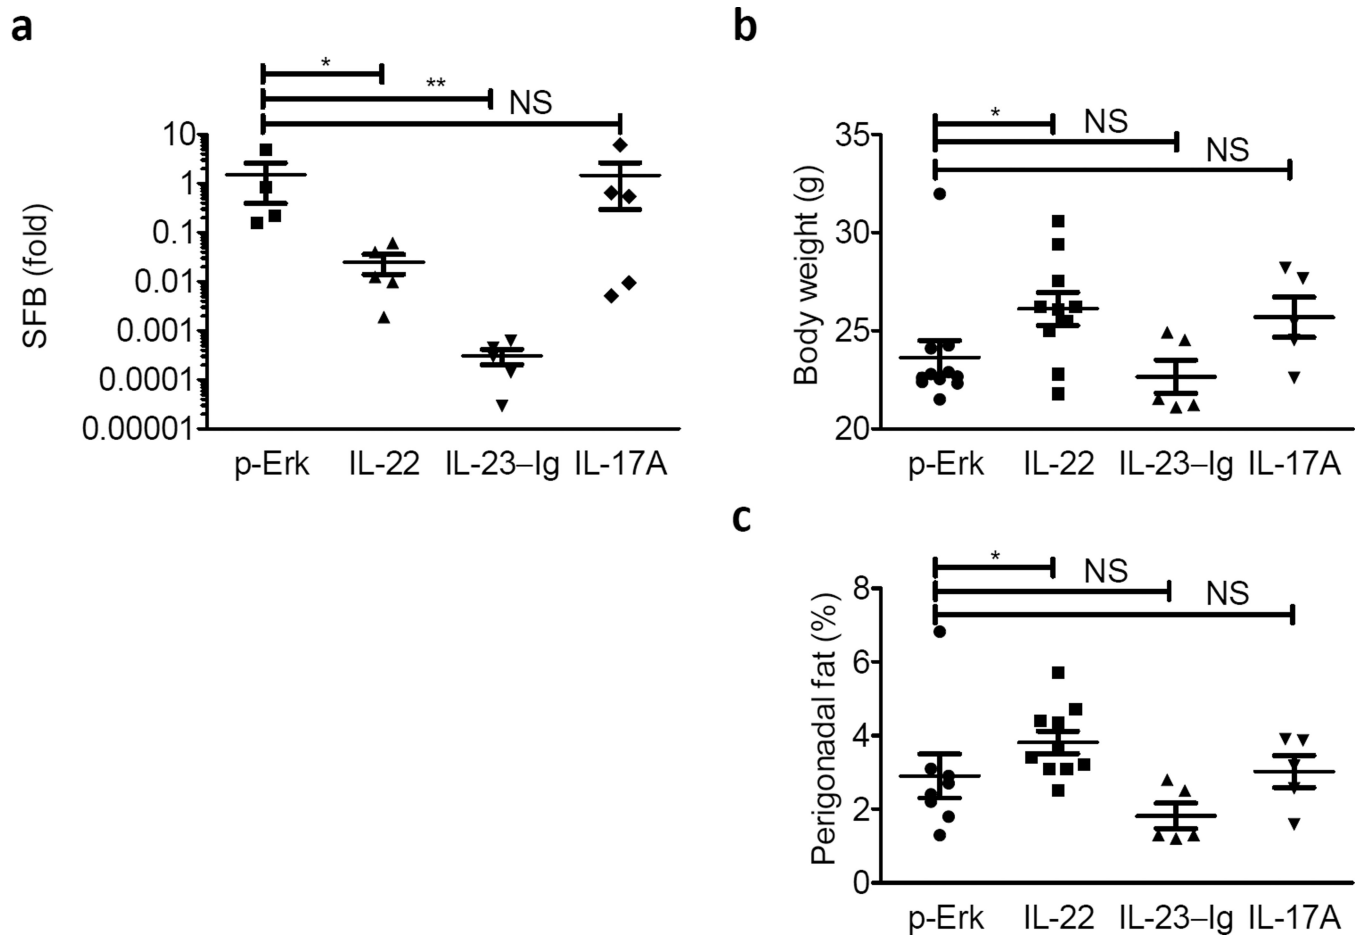 a
*
**
NS
10
1
0.1
0.01
0.001
0.0001
0.00001
SFB (fold)
p-Erk IL-22 IL-23–Ig IL-17A
b
*
NS
NS
35
30
25
20
Body weight (g)
p-Erk IL-22 IL-23–Ig IL-17A
c
*
NS
NS
8
6
4
2
0
Perigonadal fat (%)
p-Erk IL-22 IL-23–Ig IL-17A